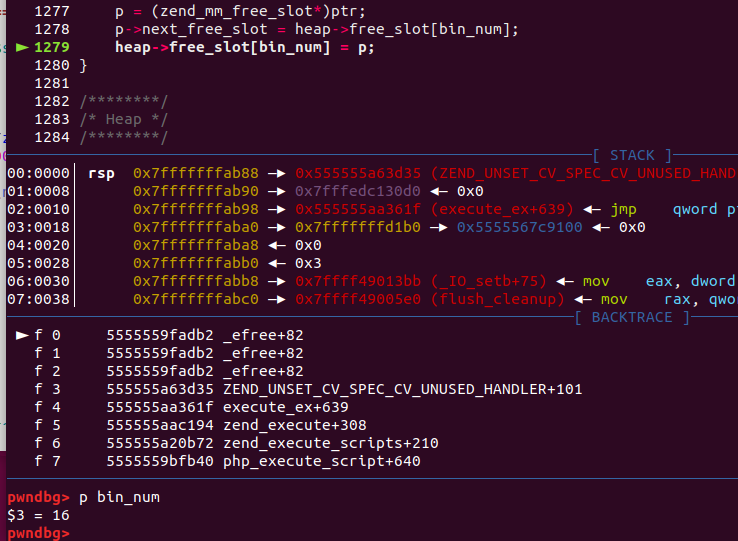 1277 p = (zend_mm_free_slot*)ptr;
1278 p->next_free_slot = heap->free_slot[bin_num];
► 1279 heap->free_slot[bin_num] = p;
1280 }
1281
1282 /********/
1283 /* Heap */
1284 /********/
[ STACK ]
00:0000│ rsp 0x7fffffffab88 —▸ 0x555555a63d35 (ZEND_UNSET_CV_SPEC_CV_UNUSED_HAND
01:0008│ 0x7fffffffab90 —▸ 0x7fffedc130d0 ◂— 0x0
02:0010│ 0x7fffffffab98 —▸ 0x555555aa361f (execute_ex+639) ◂— jmp qword pt
03:0018│ 0x7fffffffaba0 —▸ 0x7fffffffd1b0 —▸ 0x5555567c9100 ◂— 0x0
04:0020│ 0x7fffffffaba8 ◂— 0x0
05:0028│ 0x7fffffffabb0 ◂— 0x3
06:0030│ 0x7fffffffabb8 —▸ 0x7ffff49013bb (_IO_setb+75) ◂— mov eax, dword
07:0038│ 0x7fffffffabc0 —▸ 0x7ffff49005e0 (flush_cleanup) ◂— mov rax, qwo
[ BACKTRACE ]
► f 0 5555559fadb2 _efree+82
f 1 5555559fadb2 _efree+82
f 2 5555559fadb2 _efree+82
f 3 555555a63d35 ZEND_UNSET_CV_SPEC_CV_UNUSED_HANDLER+101
f 4 555555aa361f execute_ex+639
f 5 555555aac194 zend_execute+308
f 6 555555a20b72 zend_execute_scripts+210
f 7 5555559bfb40 php_execute_script+640
pwndbg> p bin_num
$3 = 16
pwndbg>